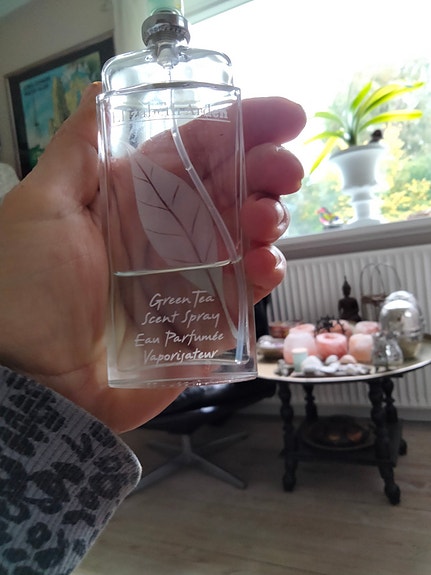 Green Tea
Scent Spray
Eau Parfumée
Vaporisateur